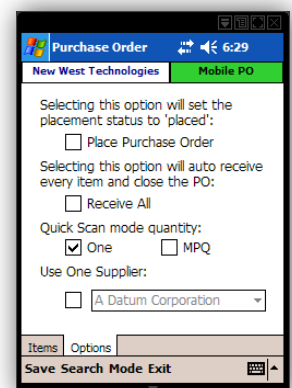 Purchase Order 6:29
New West Technologies Mobile PO
Selecting this option will set the
placement status to 'placed':
Place Purchase Order
Selecting this option will auto receive
every item and close the PO:
Receive All
Quick Scan mode quantity:
One MPQ
Use One Supplier:
A Datum Corporation
Items Options
Save Search Mode Exit